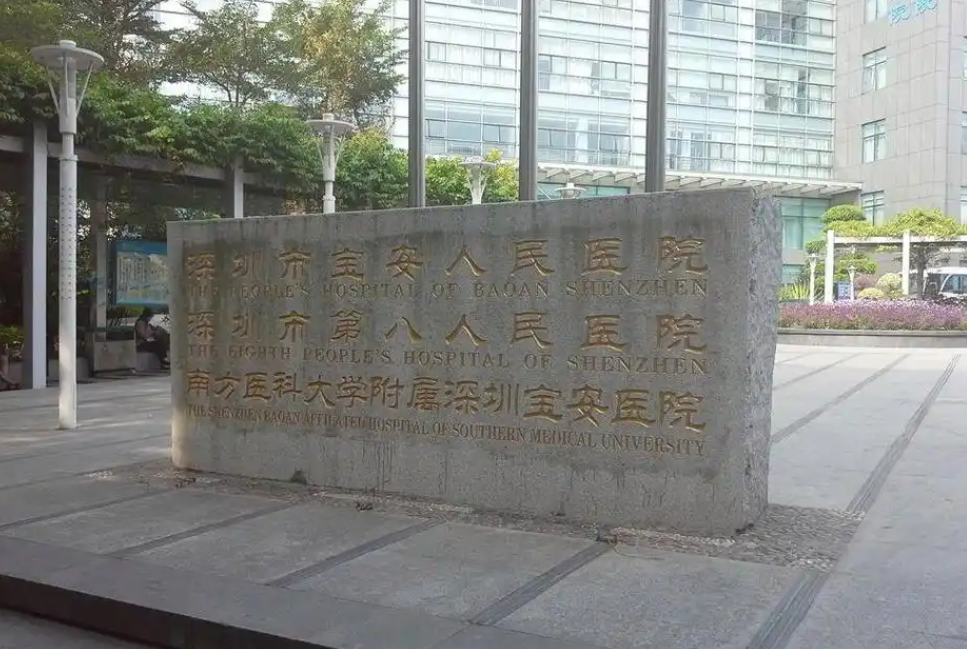 深圳市宝安人民医院
THE PEOPLE'S HOSPITAL OF BAOAN SHENZHEN
深圳市第八人民医院
THE EIGHTH PEOPLE'S HOSPITAL OF SHENZHEN
南方医科大学附属深圳宝安医院
THE SHENZHEN BAOAN AFFILATED HOSPITAL OF SOUTHERN MEDICAL UNIVERSITY